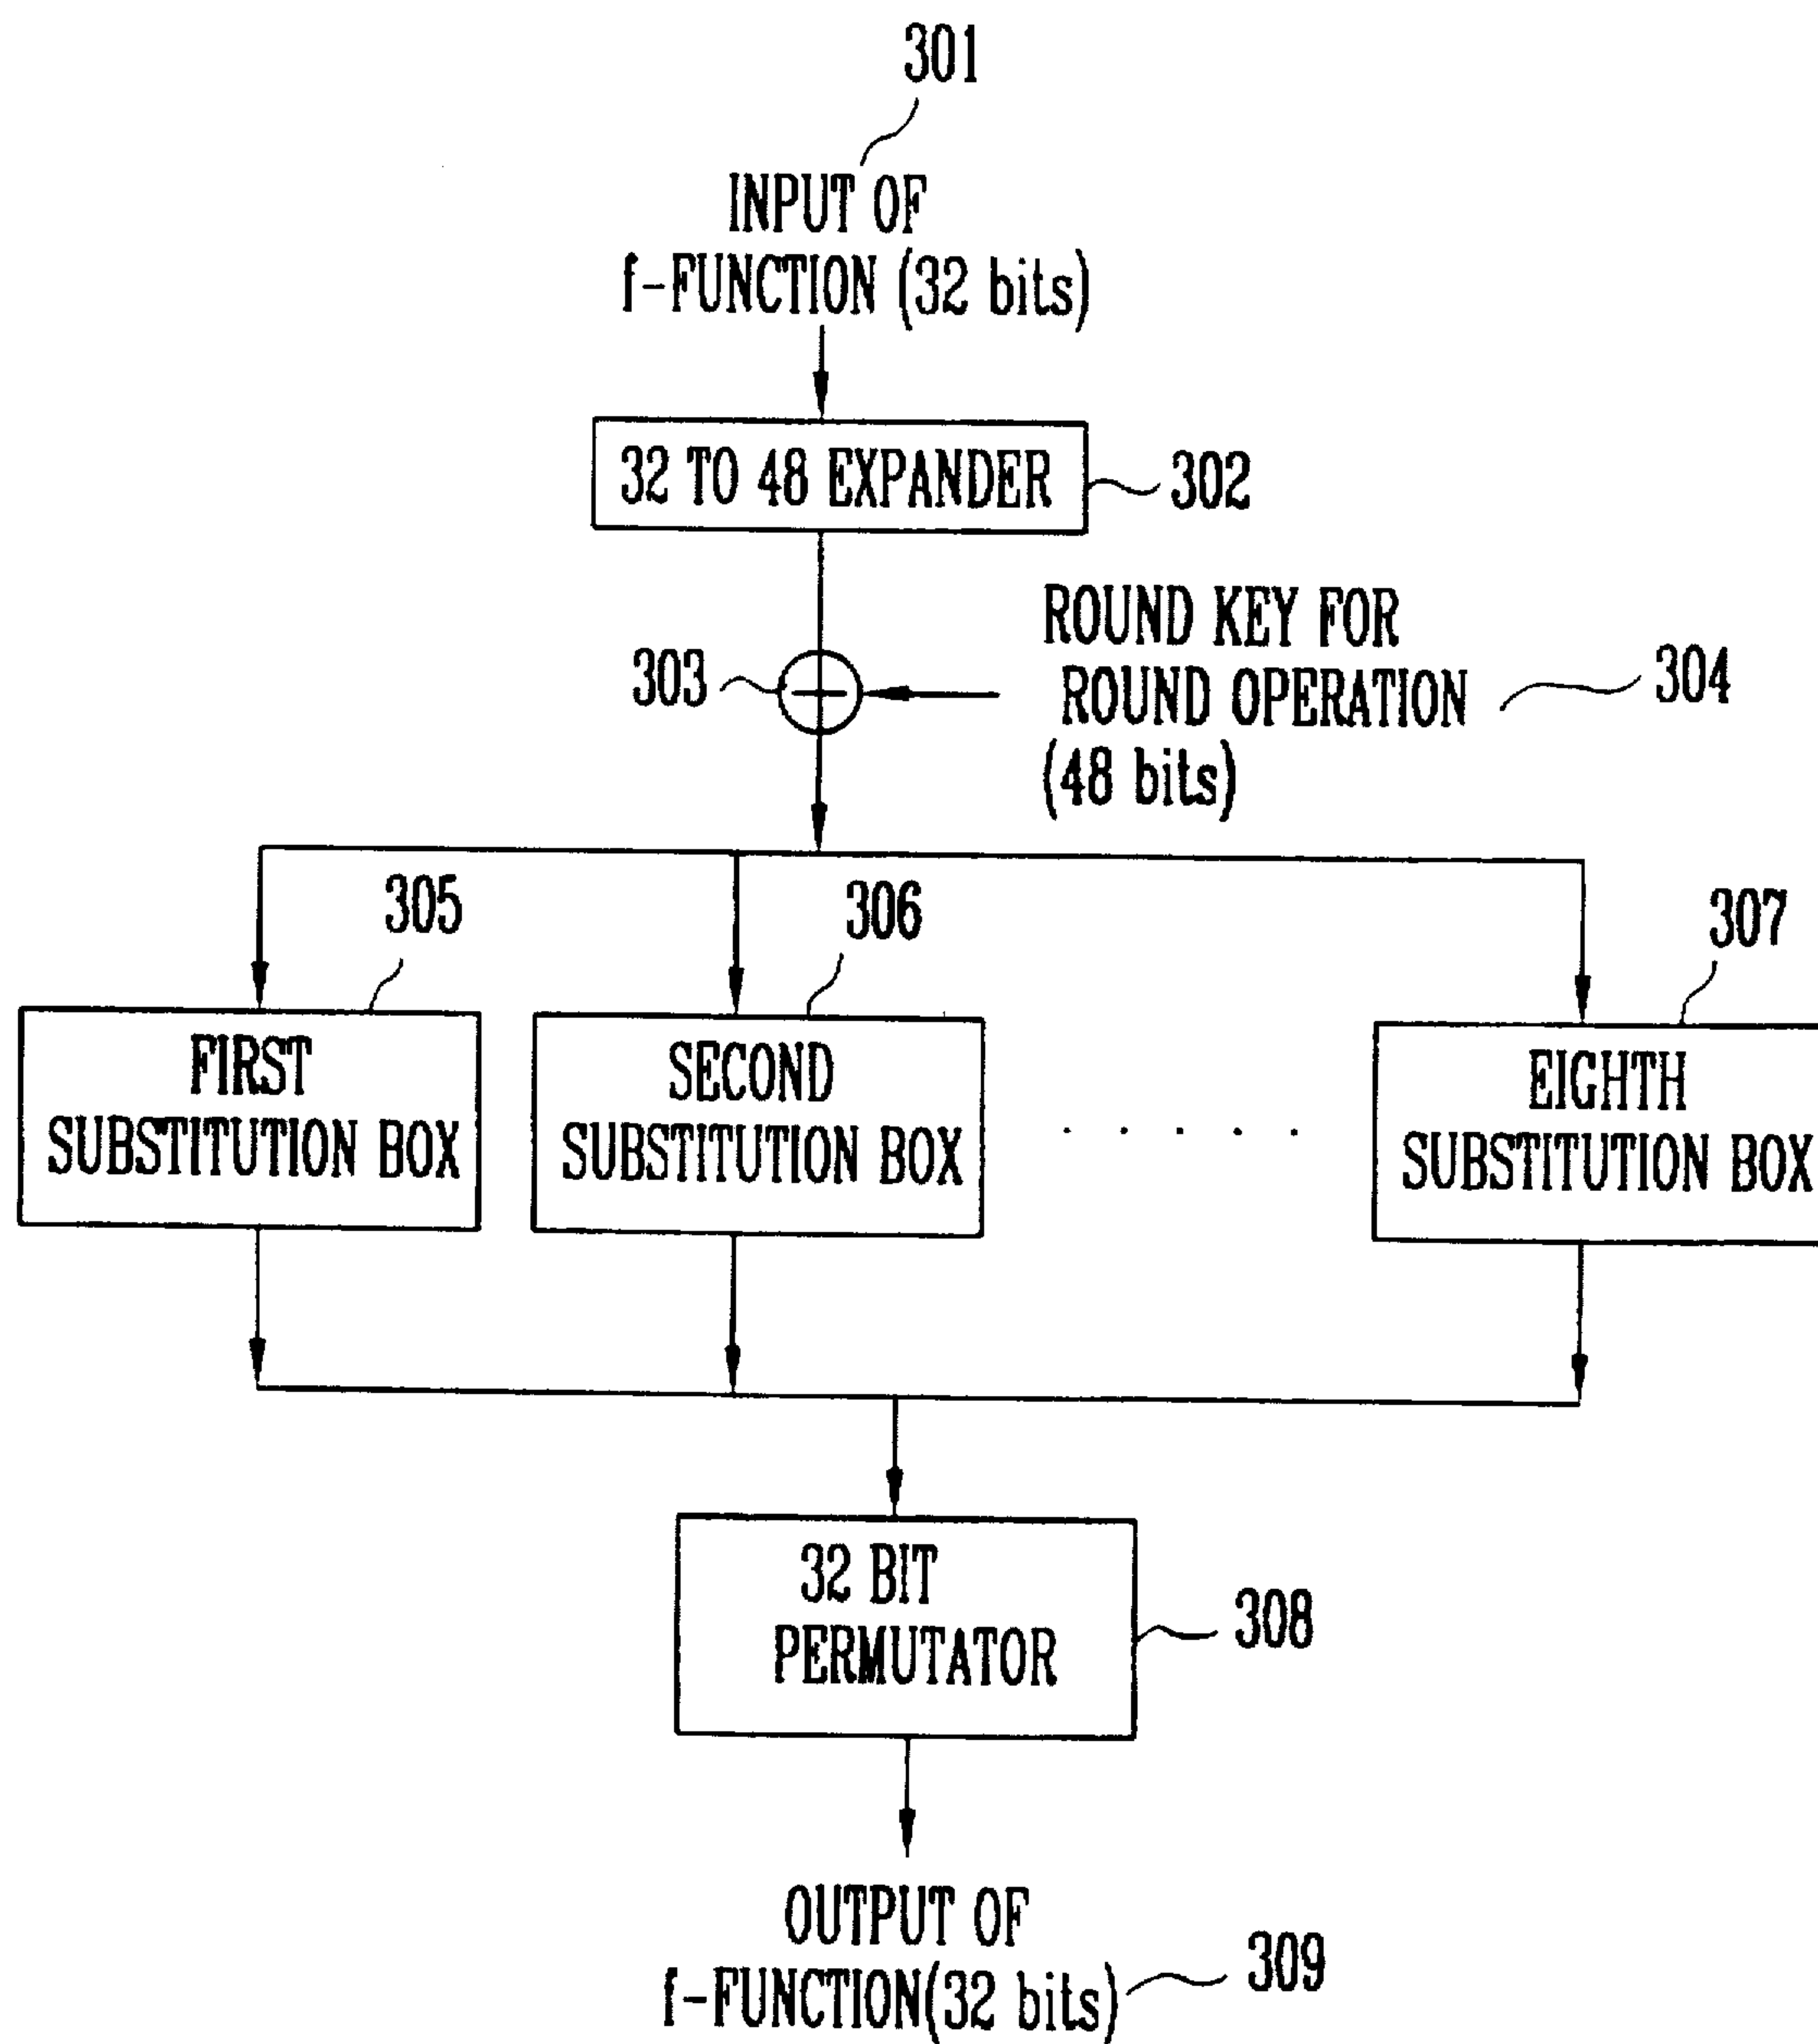 301
INPUT OF
f-FUNCTION (32 bits)
32 TO 48 EXPANDER
302
ROUND KEY FOR
ROUND OPERATION
(48 bits)
303
304
305
306
307
FIRST
SUBSTITUTION BOX
SECOND
SUBSTITUTION BOX
. . . . .
EIGHTH
SUBSTITUTION BOX
32 BIT
PERMUTATOR
308
OUTPUT OF
f-FUNCTION(32 bits)
309